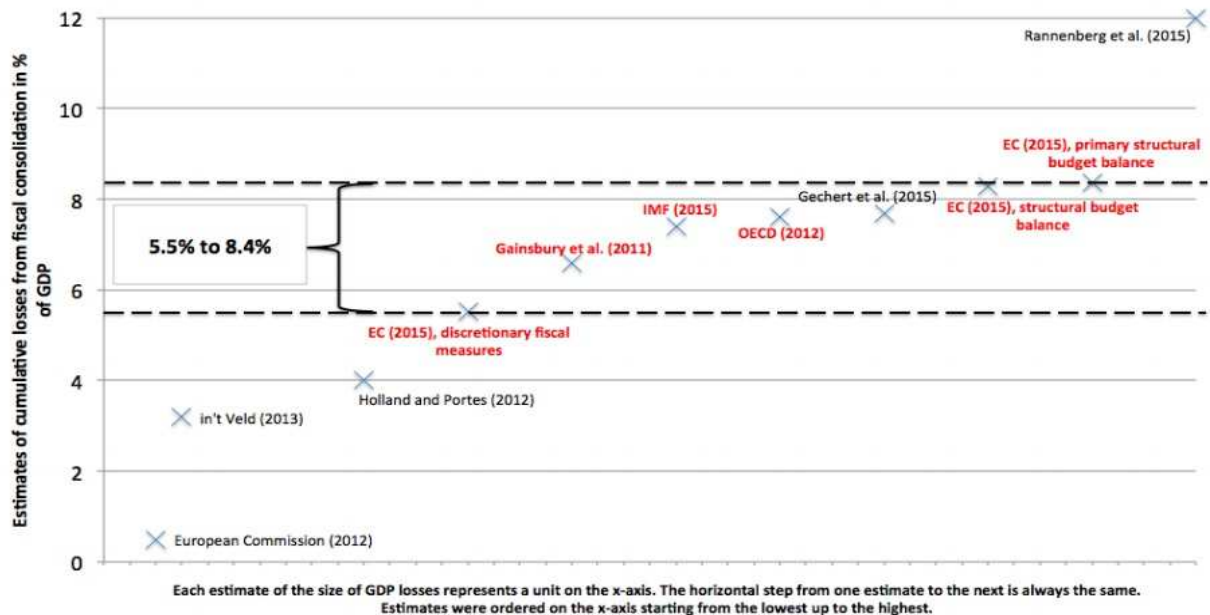 12
Rannenberg et al. (2015)
10
EC (2015), primary structural
budget balance
8
Gechert et al. (2015)
IMF (2015)
EC (2015), structural budget
balance
OECD (2012)
5.5% to 8.4%
Gainsbury et al. (2011)
6
EC (2015), discretionary fiscal
measures
4
Holland and Portes (2012)
in't Veld (2013)
2
European Commission (2012)
0
Estimates of cumulative losses from fiscal consolidation in %
of GDP
Each estimate of the size of GDP losses represents a unit on the x-axis. The horizontal step from one estimate to the next is always the same.
Estimates were ordered on the x-axis starting from the lowest up to the highest.